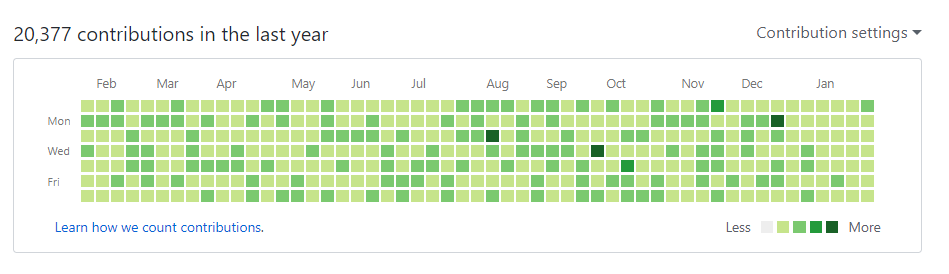 20,377 contributions in the last year
Contribution settings
Feb Mar Apr May Jun Jul Aug Sep Oct Nov Dec Jan
Mon
Wed
Fri
Learn how we count contributions.
Less More